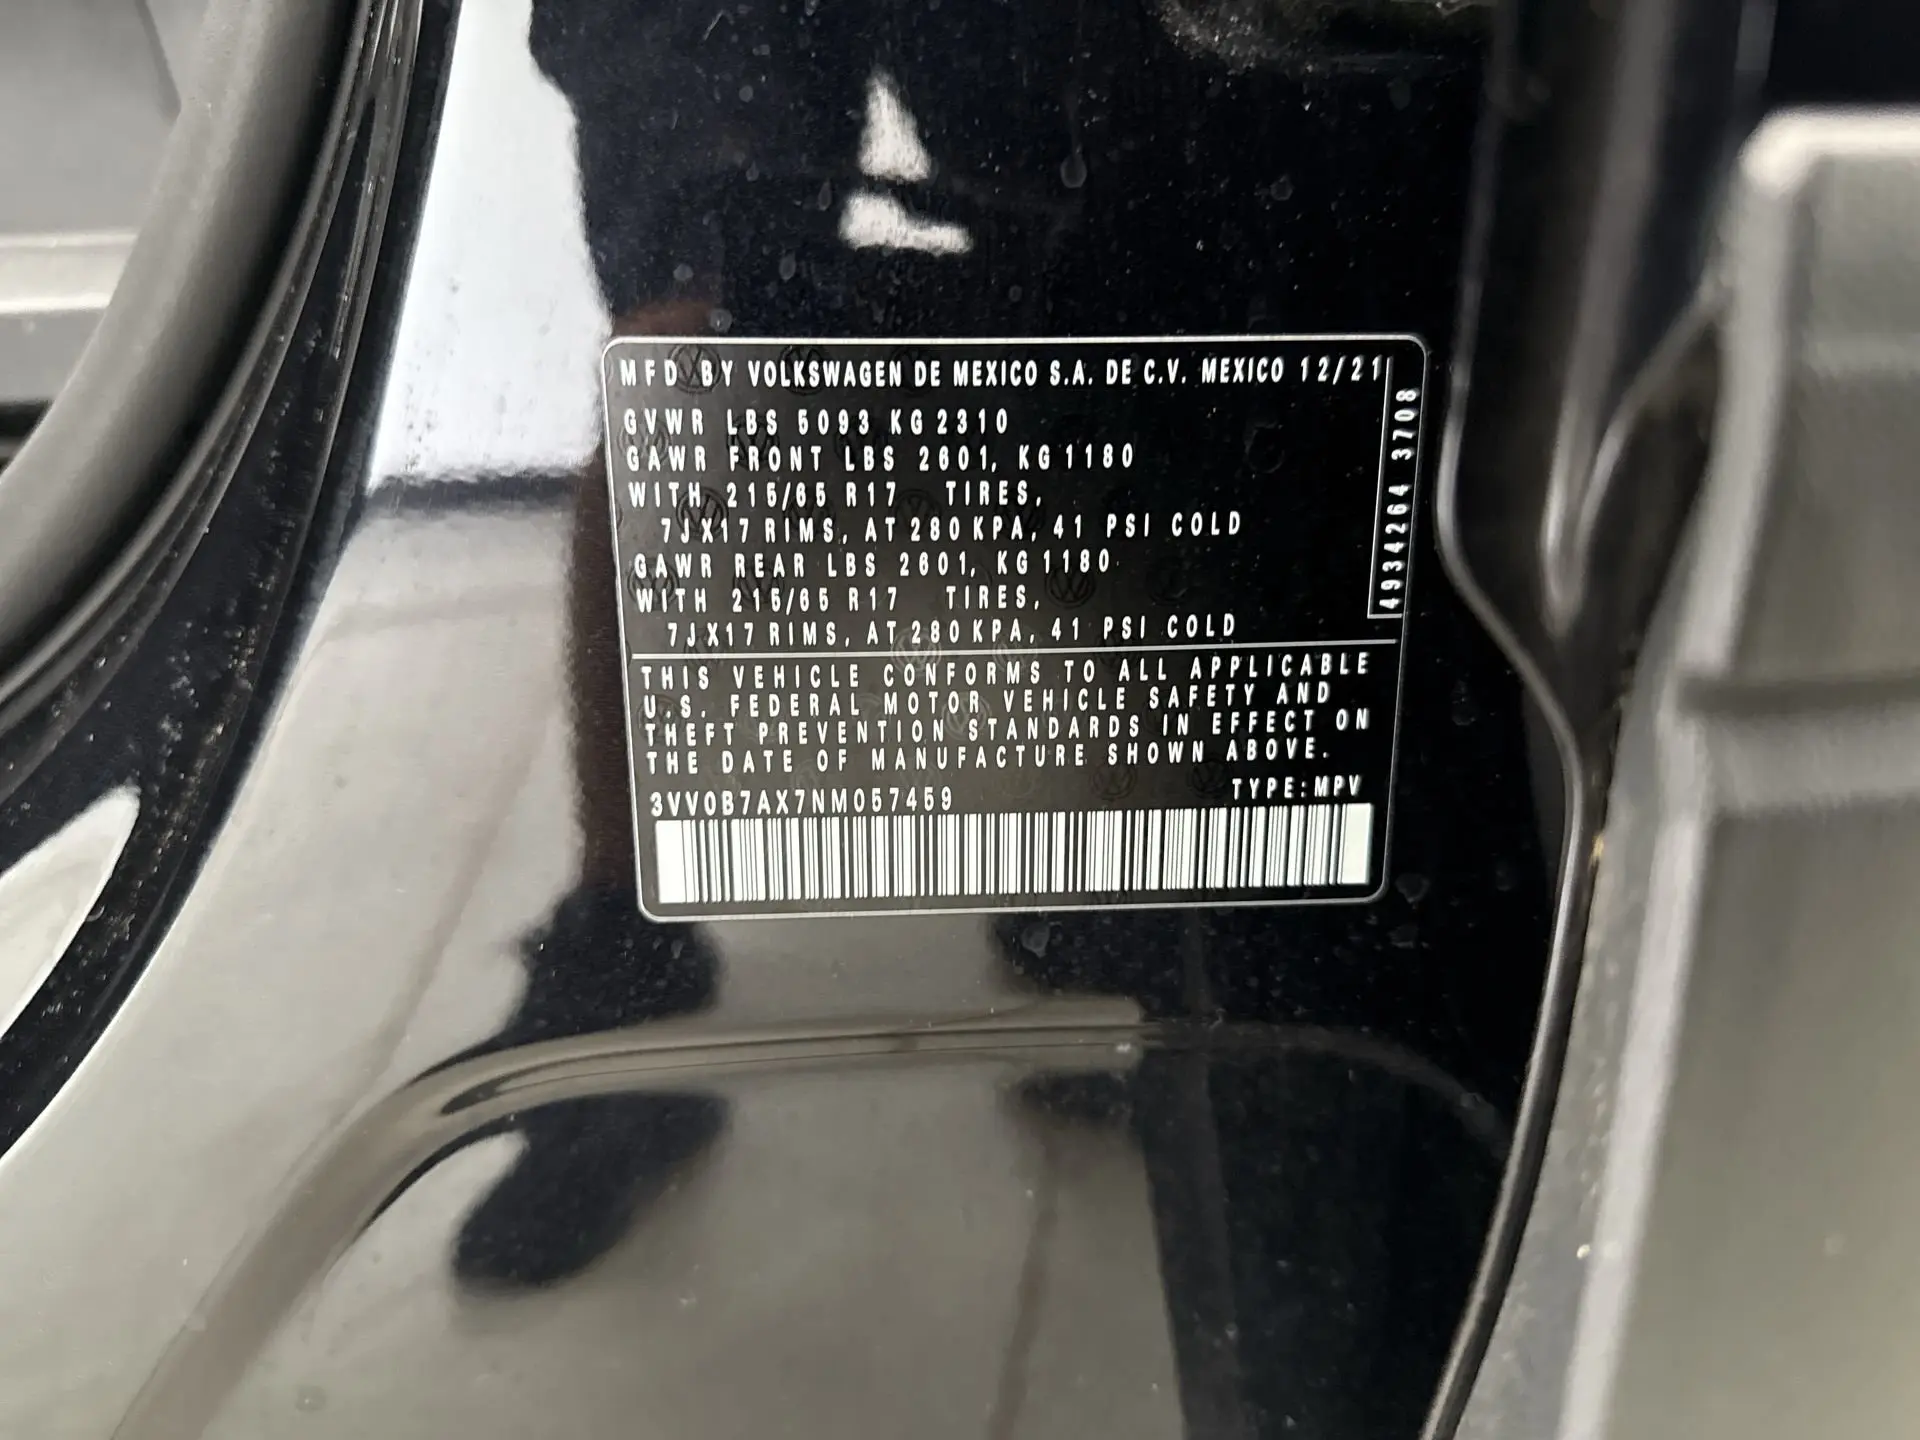 MFD BY VOLKSWAGEN DE MEXICO S.A. DE C.V. MEXICO 12/21
GVWR LBS 5093 KG 2310
GAWR FRONT LBS 2601, KG 1180
WITH 215/65 R17 TIRES,
7JX17 RIMS, AT 280 KPA, 41 PSI COLD
GAWR REAR LBS 2601, KG 1180
WITH 215/65 R17 TIRES,
7JX17 RIMS, AT 280 KPA, 41 PSI COLD
4934264 3708
THIS VEHICLE CONFORMS TO ALL APPLICABLE
U.S. FEDERAL MOTOR VEHICLE SAFETY AND
THEFT PREVENTION STANDARDS IN EFFECT ON
THE DATE OF MANUFACTURE SHOWN ABOVE.
3VV0B7AX7NM057459 TYPE: MPV